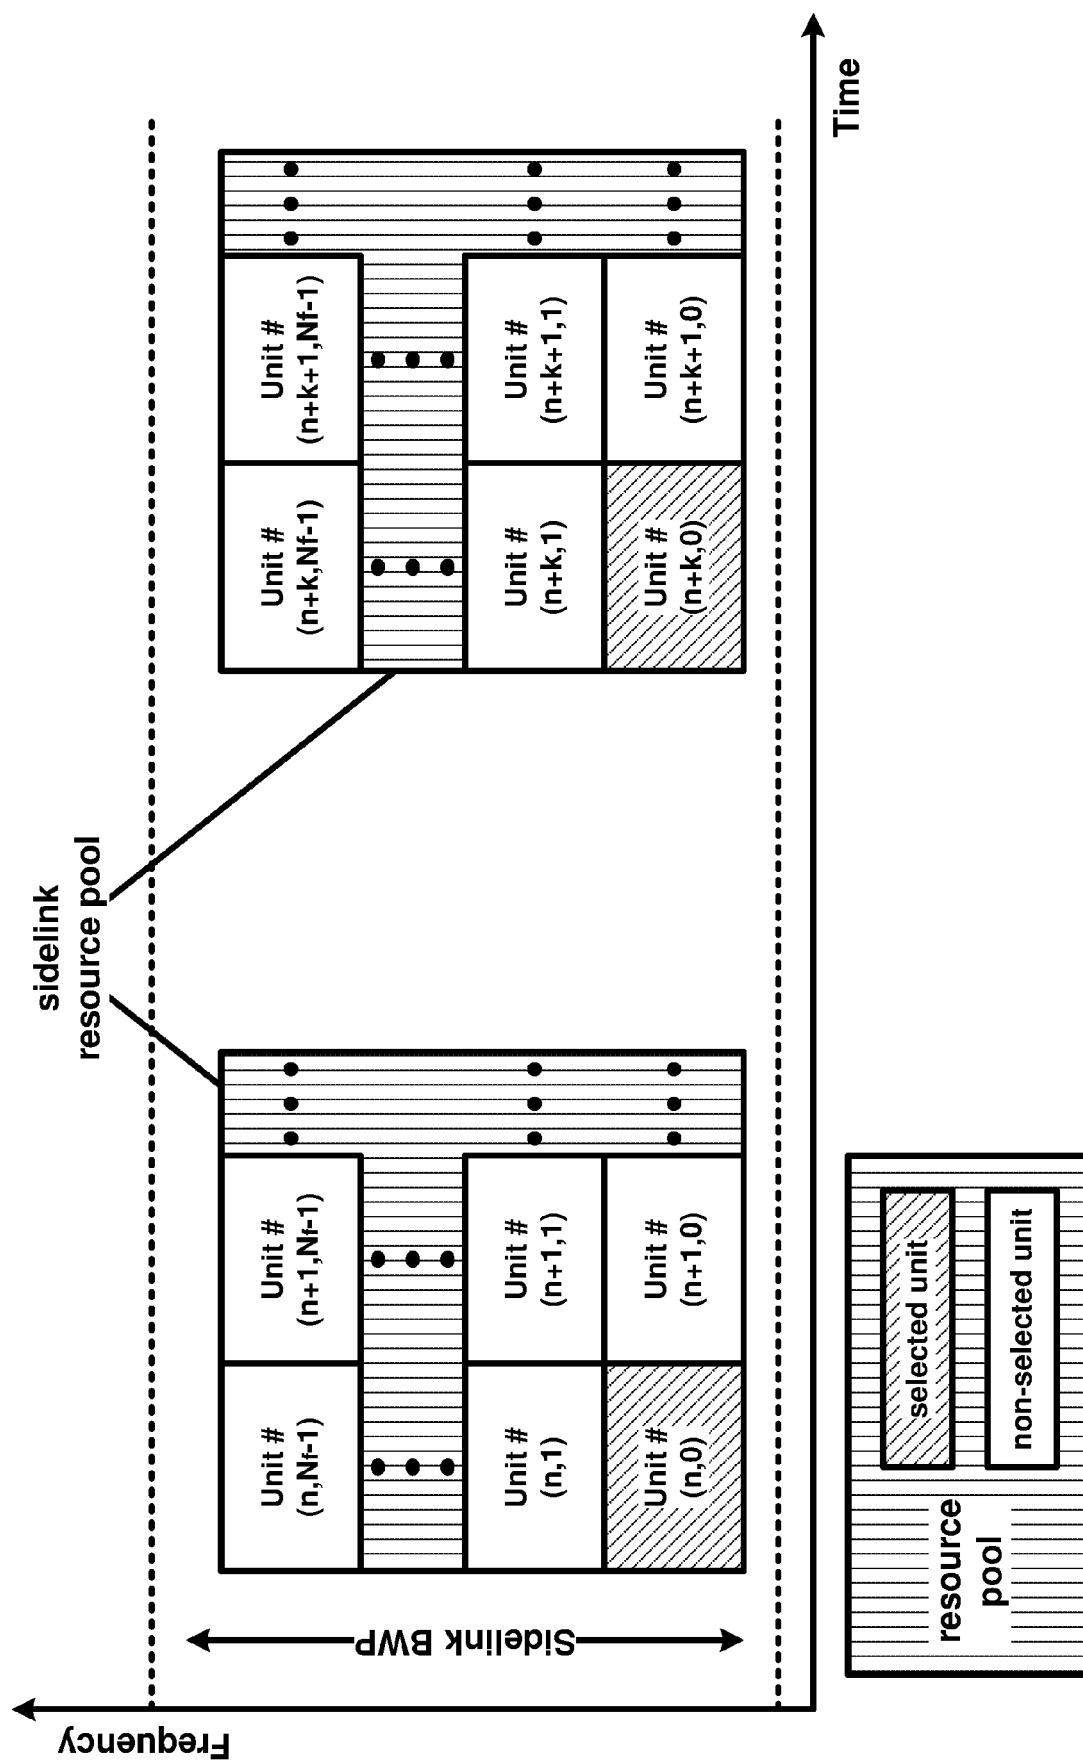 Frequency
sidelink
resource pool
Sidelink BWP
Unit #
(n,Nf-1)
Unit #
(n+1,Nf-1)
Unit #
(n+k,Nf-1)
Unit #
(n+k+1,Nf-1)
Unit #
(n,1)
Unit #
(n+1,1)
Unit #
(n+k,1)
Unit #
(n+k+1,1)
Unit #
(n,0)
Unit #
(n+1,0)
Unit #
(n+k,0)
Unit #
(n+k+1,0)
Time
resource
pool
selected unit
non-selected unit